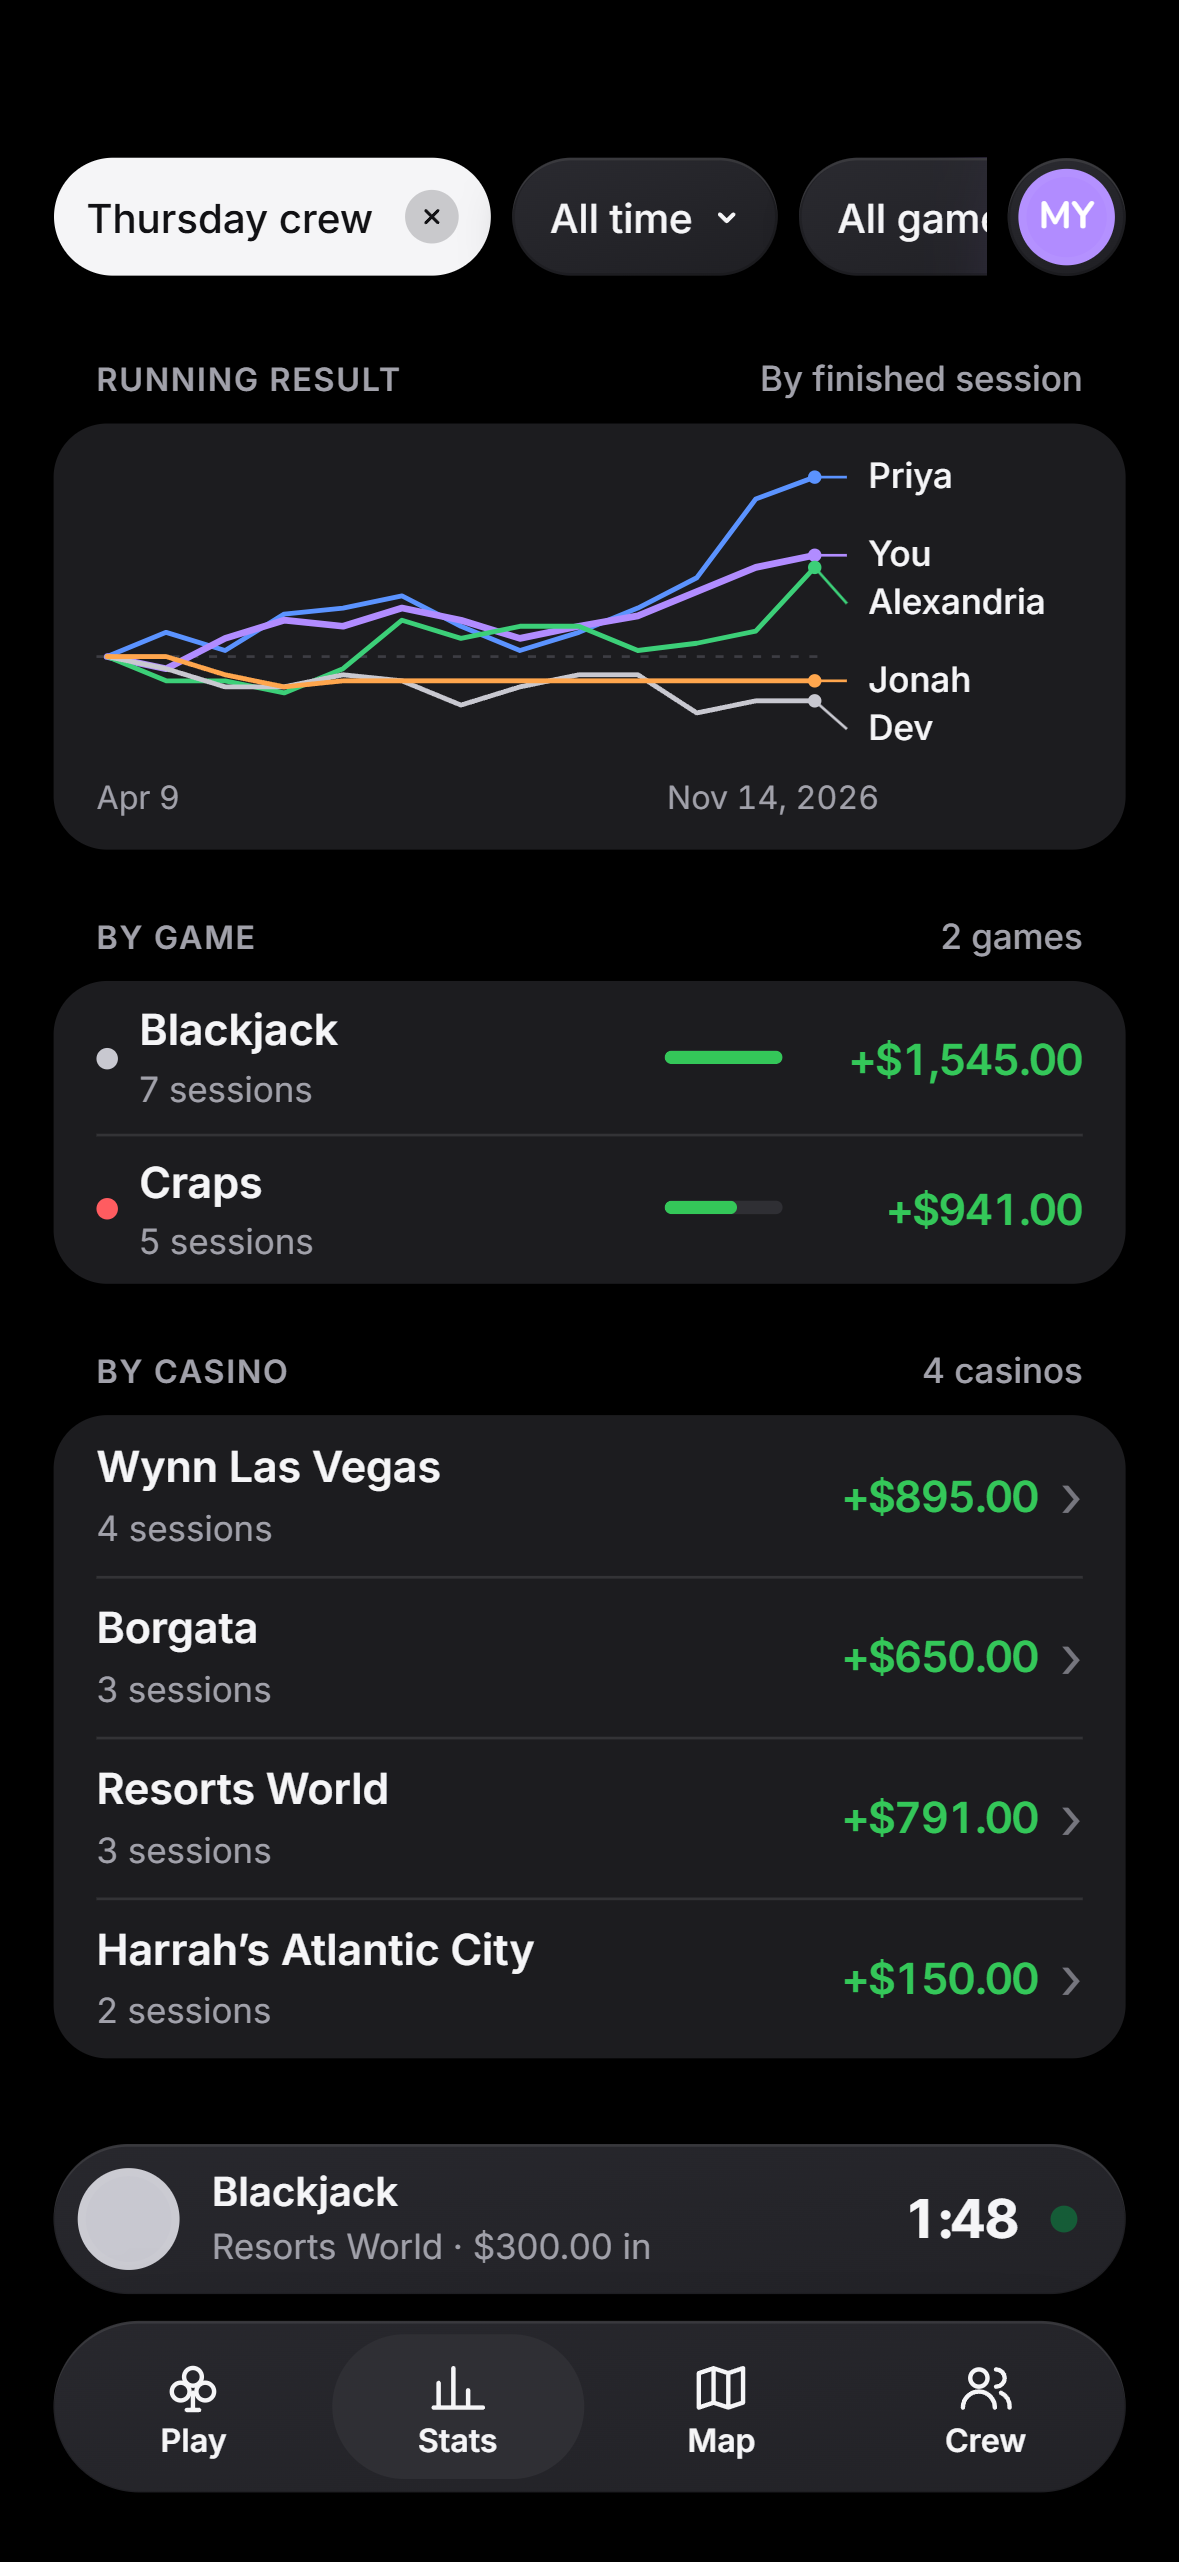 Thursday crew
All time
All game
MY
RUNNING RESULT
By finished session
Priya
You
Alexandria
Jonah
Dev
Apr 9
Nov 14, 2026
BY GAME
2 games
Blackjack
7 sessions
+$1,545.00
Craps
5 sessions
+$941.00
BY CASINO
4 casinos
Wynn Las Vegas
4 sessions
+$895.00
Borgata
3 sessions
+$650.00
Resorts World
3 sessions
+$791.00
Harrah’s Atlantic City
2 sessions
+$150.00
Blackjack
Resorts World · $300.00 in
1:48
Play
Stats
Map
Crew